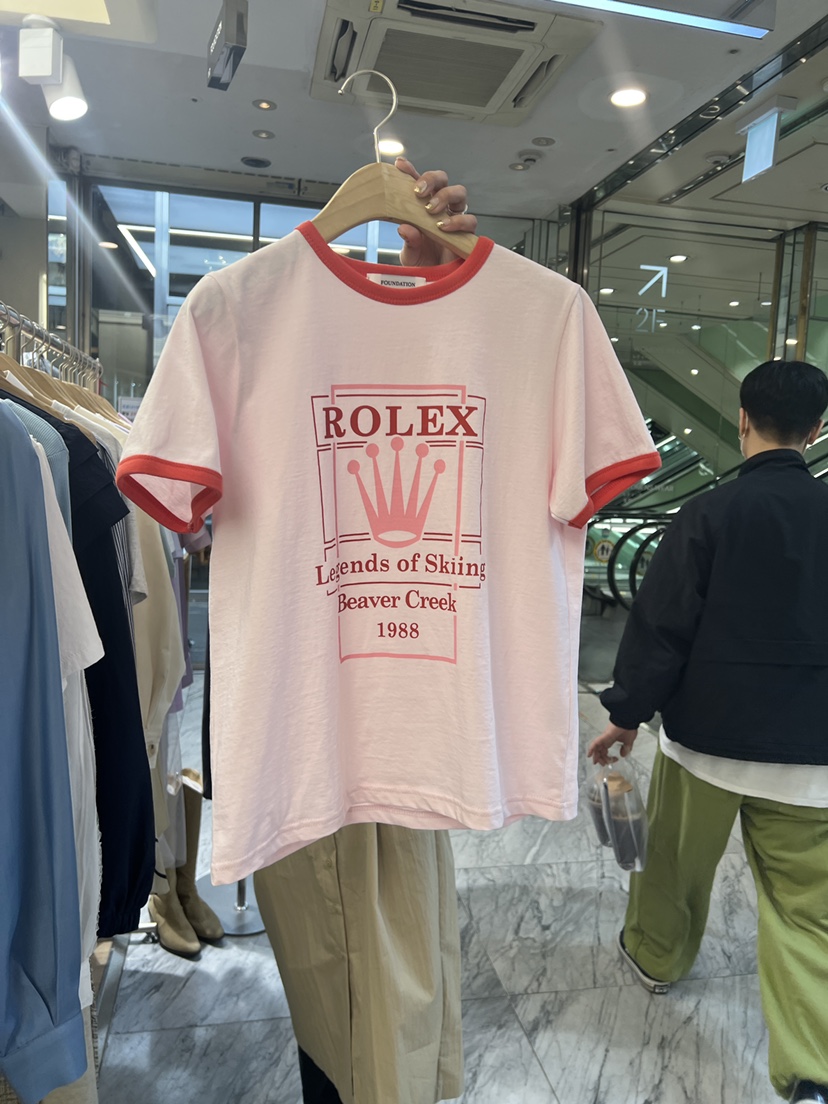 FOUNDATION
ROLEX
Legends of Skiing
Beaver Creek
1988
2F